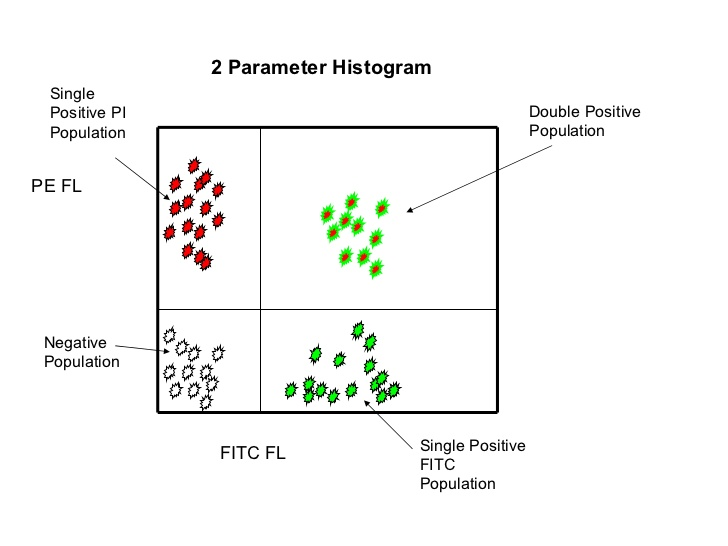 2 Parameter Histogram
Single
Positive PI
Population
Double Positive
Population
PE FL
Negative
Population
FITC FL
Single Positive
FITC
Population